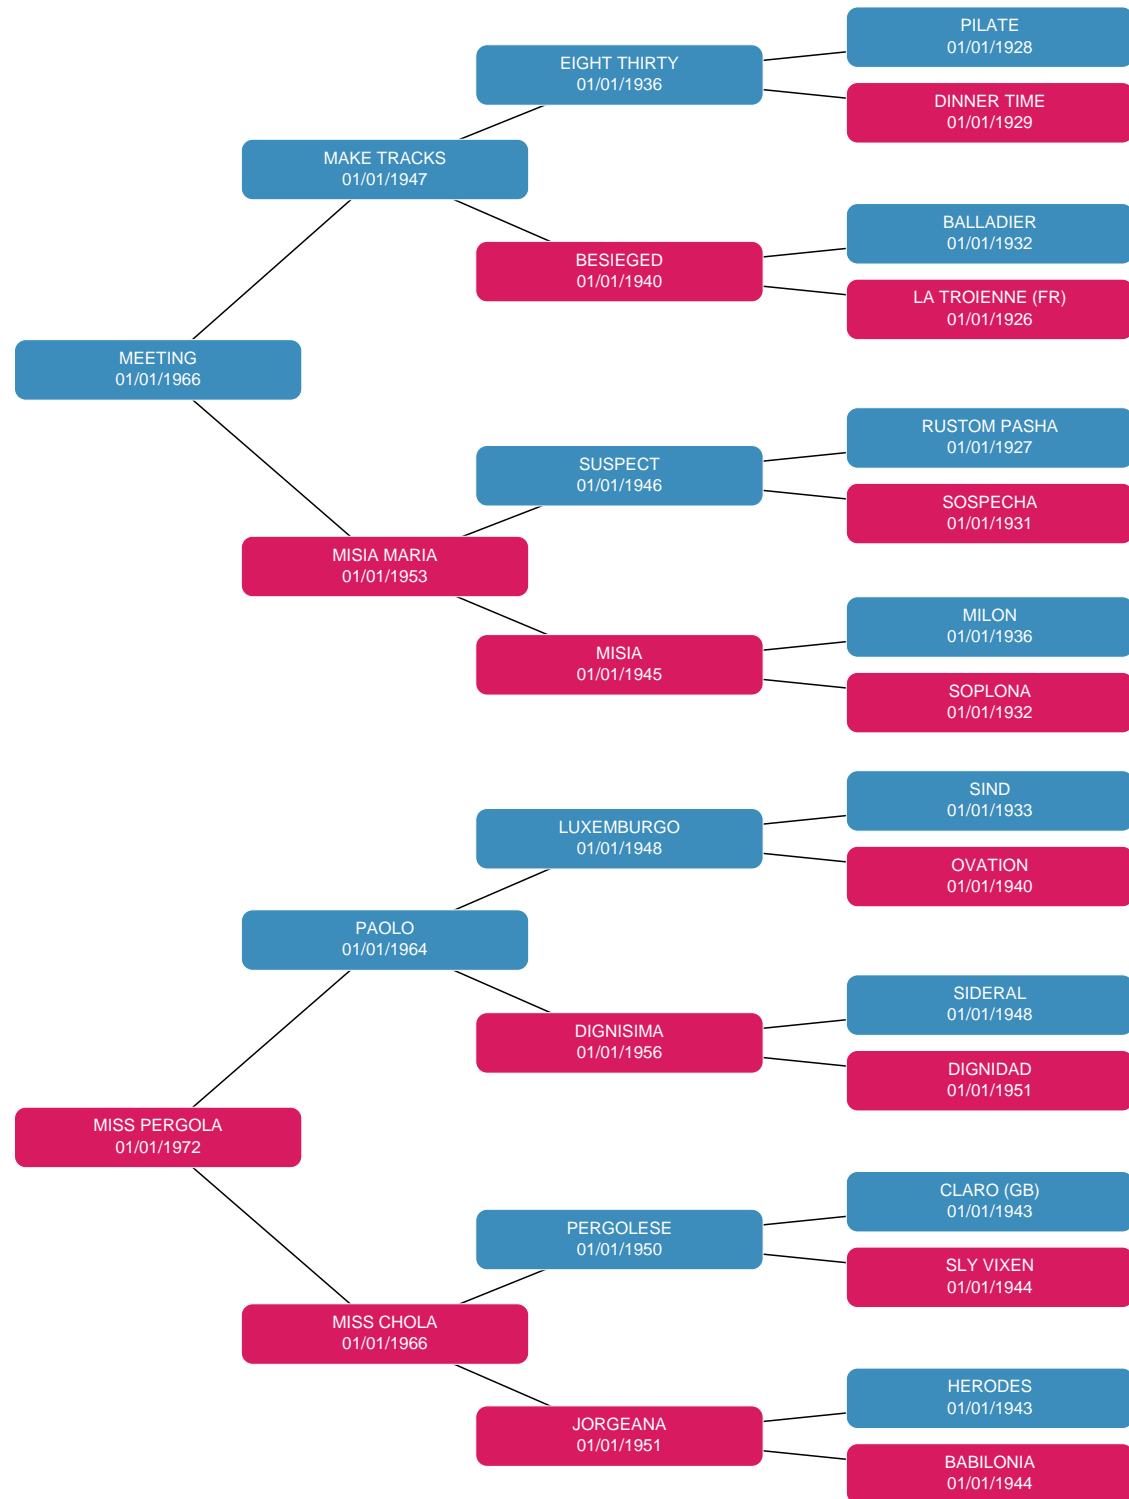 PILATE
01/01/1928
EIGHT THIRTY
01/01/1936
DINNER TIME
01/01/1929
MAKE TRACKS
01/01/1947
BALLADIER
01/01/1932
BESIEGED
01/01/1940
LA TROIENNE (FR)
01/01/1926
MEETING
01/01/1966
RUSTOM PASHA
01/01/1927
SUSPECT
01/01/1946
SOSPECHA
01/01/1931
MISIA MARIA
01/01/1953
MILON
01/01/1936
MISIA
01/01/1945
SOPLONA
01/01/1932
SIND
01/01/1933
LUXEMBURGO
01/01/1948
OVATION
01/01/1940
PAOLO
01/01/1964
SIDERAL
01/01/1948
DIGNISIMA
01/01/1956
DIGNIDAD
01/01/1951
MISS PERGOLA
01/01/1972
CLARO (GB)
01/01/1943
PERGOLESE
01/01/1950
SLY VIXEN
01/01/1944
MISS CHOLA
01/01/1966
HERODES
01/01/1943
JORGEANA
01/01/1951
BABILONIA
01/01/1944